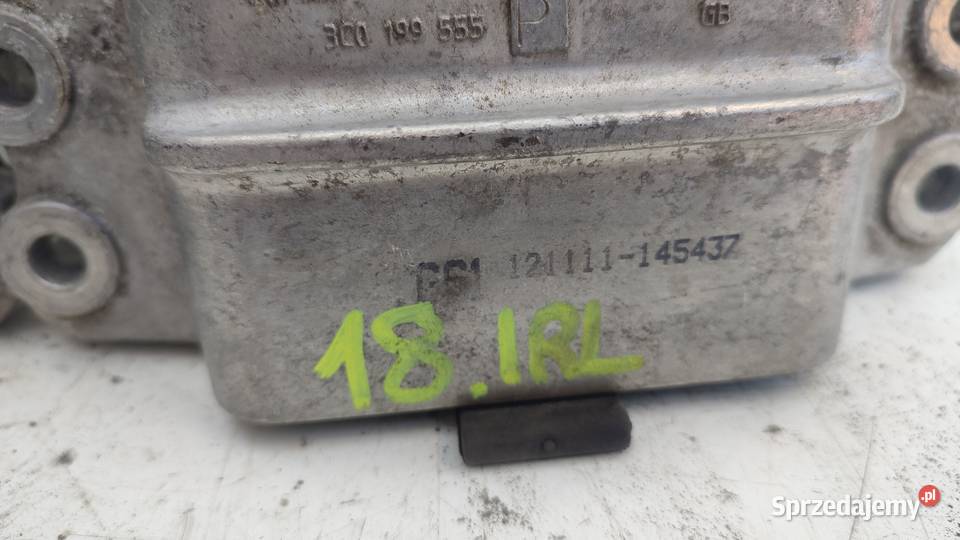 3C0 199 555
P
GB
121111-145437
18.IRL
Sprzedajemy.pl